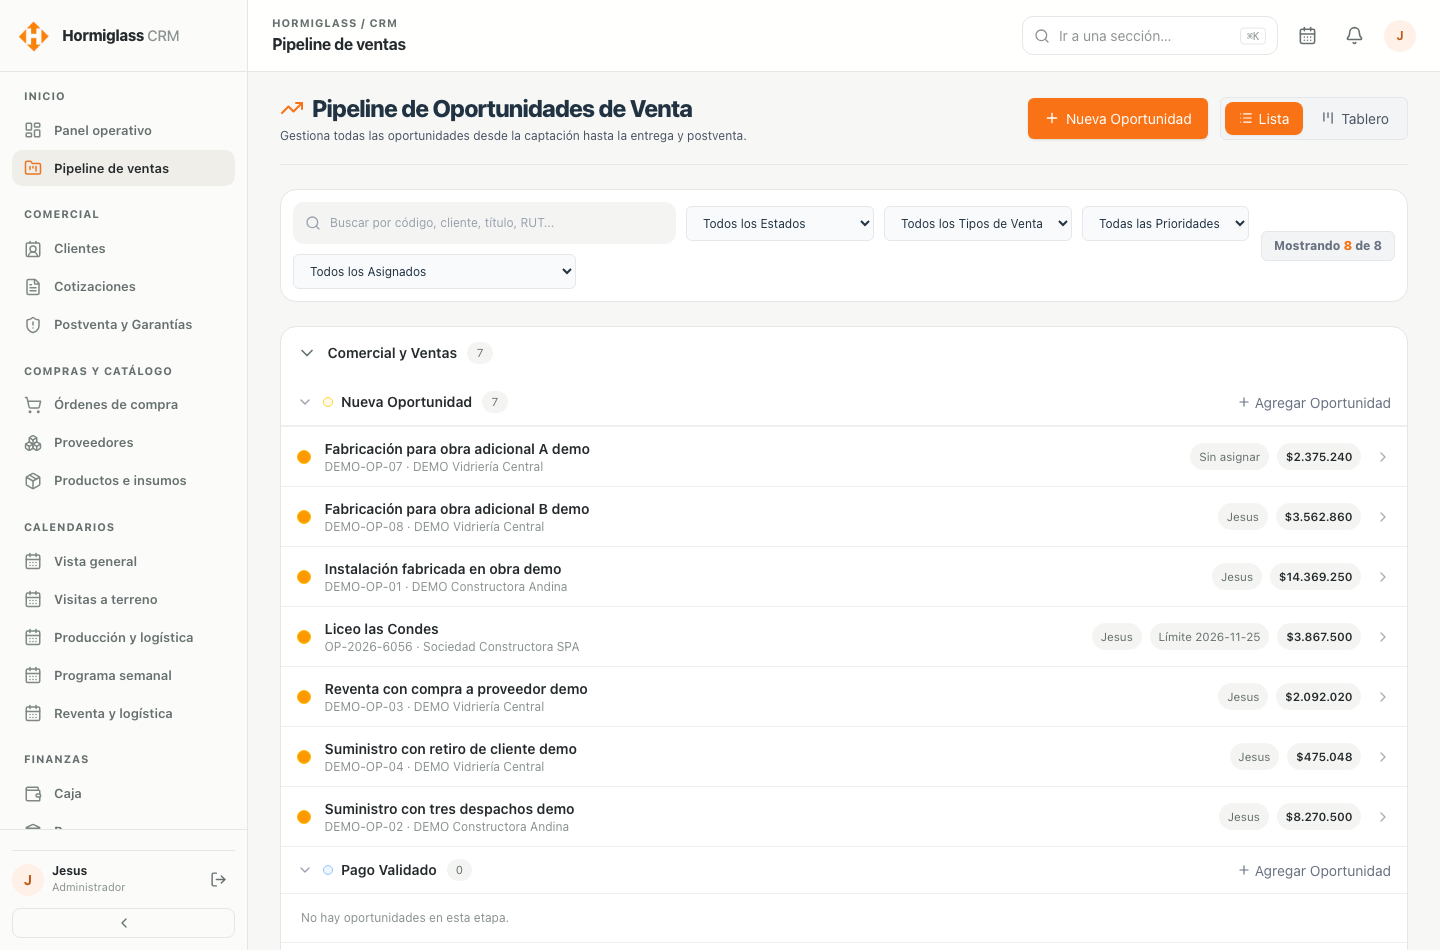 Hormiglass CRM
INICIO
Panel operativo
Pipeline de ventas
COMERCIAL
Clientes
Cotizaciones
Postventa y Garantías
COMPRAS Y CATÁLOGO
Órdenes de compra
Proveedores
Productos e insumos
CALENDARIOS
Vista general
Visitas a terreno
Producción y logística
Programa semanal
Reventa y logística
FINANZAS
Caja
J
Jesus
Administrador
HORMIGLASS / CRM
Pipeline de ventas
Ir a una sección...
⌘K
J
Pipeline de Oportunidades de Venta
Gestiona todas las oportunidades desde la captación hasta la entrega y postventa.
+ Nueva Oportunidad
Lista
Tablero
Buscar por código, cliente, título, RUT...
Todos los Estados
Todos los Tipos de Venta
Todas las Prioridades
Todos los Asignados
Mostrando 8 de 8
Comercial y Ventas 7
Nueva Oportunidad 7
+ Agregar Oportunidad
Fabricación para obra adicional A demo
DEMO-OP-07 · DEMO Vidriería Central
Sin asignar $2.375.240
Fabricación para obra adicional B demo
DEMO-OP-08 · DEMO Vidriería Central
Jesus $3.562.860
Instalación fabricada en obra demo
DEMO-OP-01 · DEMO Constructora Andina
Jesus $14.369.250
Liceo las Condes
OP-2026-6056 · Sociedad Constructora SPA
Jesus Límite 2026-11-25 $3.867.500
Reventa con compra a proveedor demo
DEMO-OP-03 · DEMO Vidriería Central
Jesus $2.092.020
Suministro con retiro de cliente demo
DEMO-OP-04 · DEMO Vidriería Central
Jesus $475.048
Suministro con tres despachos demo
DEMO-OP-02 · DEMO Constructora Andina
Jesus $8.270.500
Pago Validado 0
+ Agregar Oportunidad
No hay oportunidades en esta etapa.